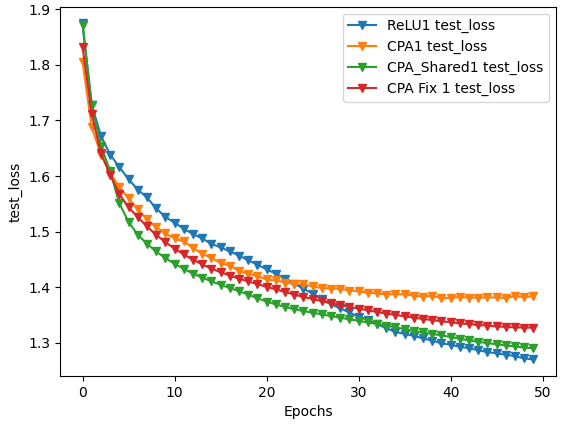 1.9
1.8
1.7
1.6
1.5
1.4
1.3
test_loss
ReLU1 test_loss
CPA1 test_loss
CPA_Shared1 test_loss
CPA Fix 1 test_loss
0 10 20 30 40 50
Epochs